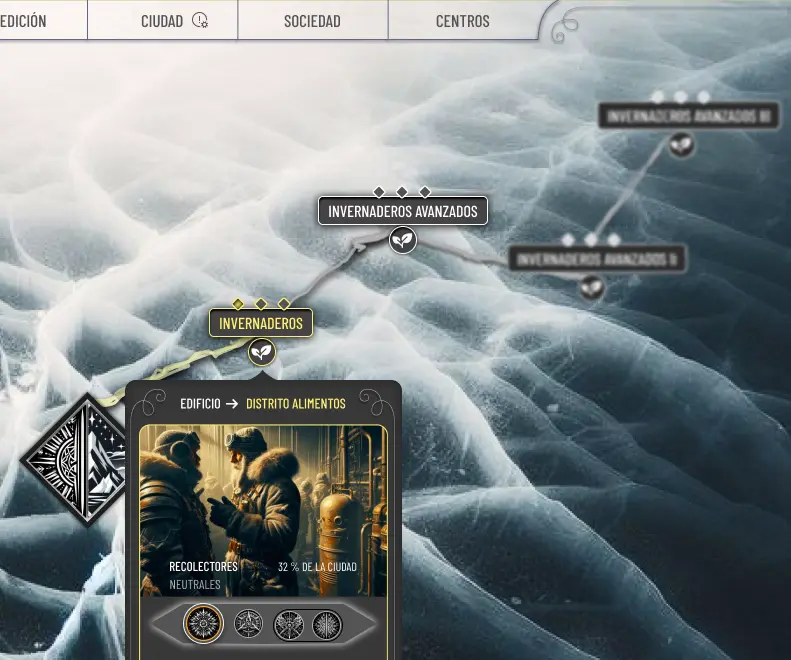 EDICIÓN CIUDAD SOCIEDAD CENTROS
INVERNADEROS AVANZADOS III
INVERNADEROS AVANZADOS
INVERNADEROS AVANZADOS
INVERNADEROS
EDIFICIO → DISTRITO ALIMENTOS
RECOLECTORES 32 % DE LA CIUDAD
NEUTRALES